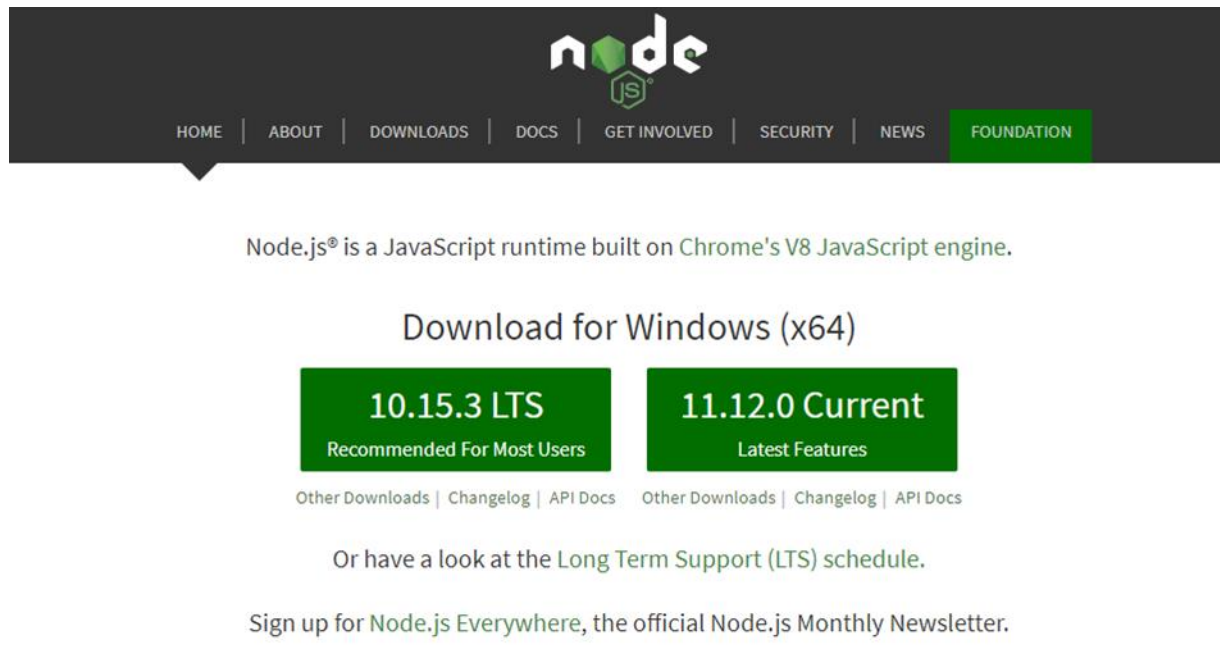 node
JS
HOME | ABOUT | DOWNLOADS | DOCS | GET INVOLVED | SECURITY | NEWS FOUNDATION
Node.js® is a JavaScript runtime built on Chrome's V8 JavaScript engine.
Download for Windows (x64)
10.15.3 LTS 11.12.0 Current
Recommended For Most Users Latest Features
Other Downloads | Changelog | API Docs Other Downloads | Changelog | API Docs
Or have a look at the Long Term Support (LTS) schedule.
Sign up for Node.js Everywhere, the official Node.js Monthly Newsletter.